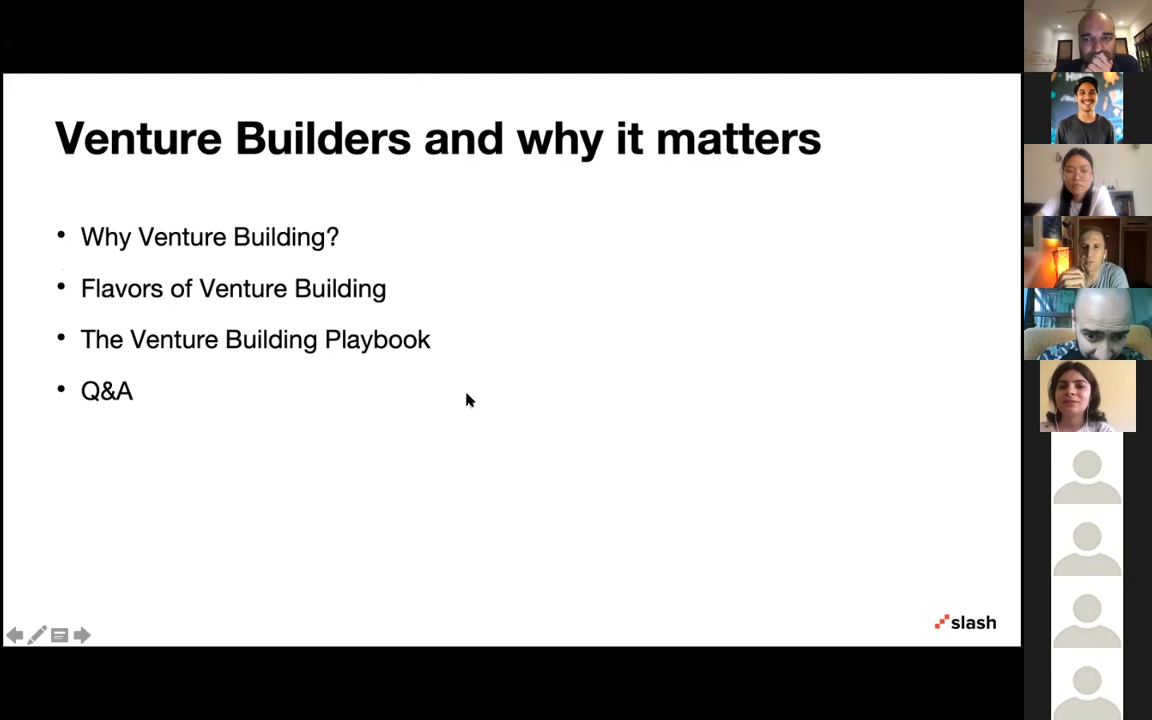 Venture Builders and why it matters
• Why Venture Building?
• Flavors of Venture Building
• The Venture Building Playbook
• Q&A
slash